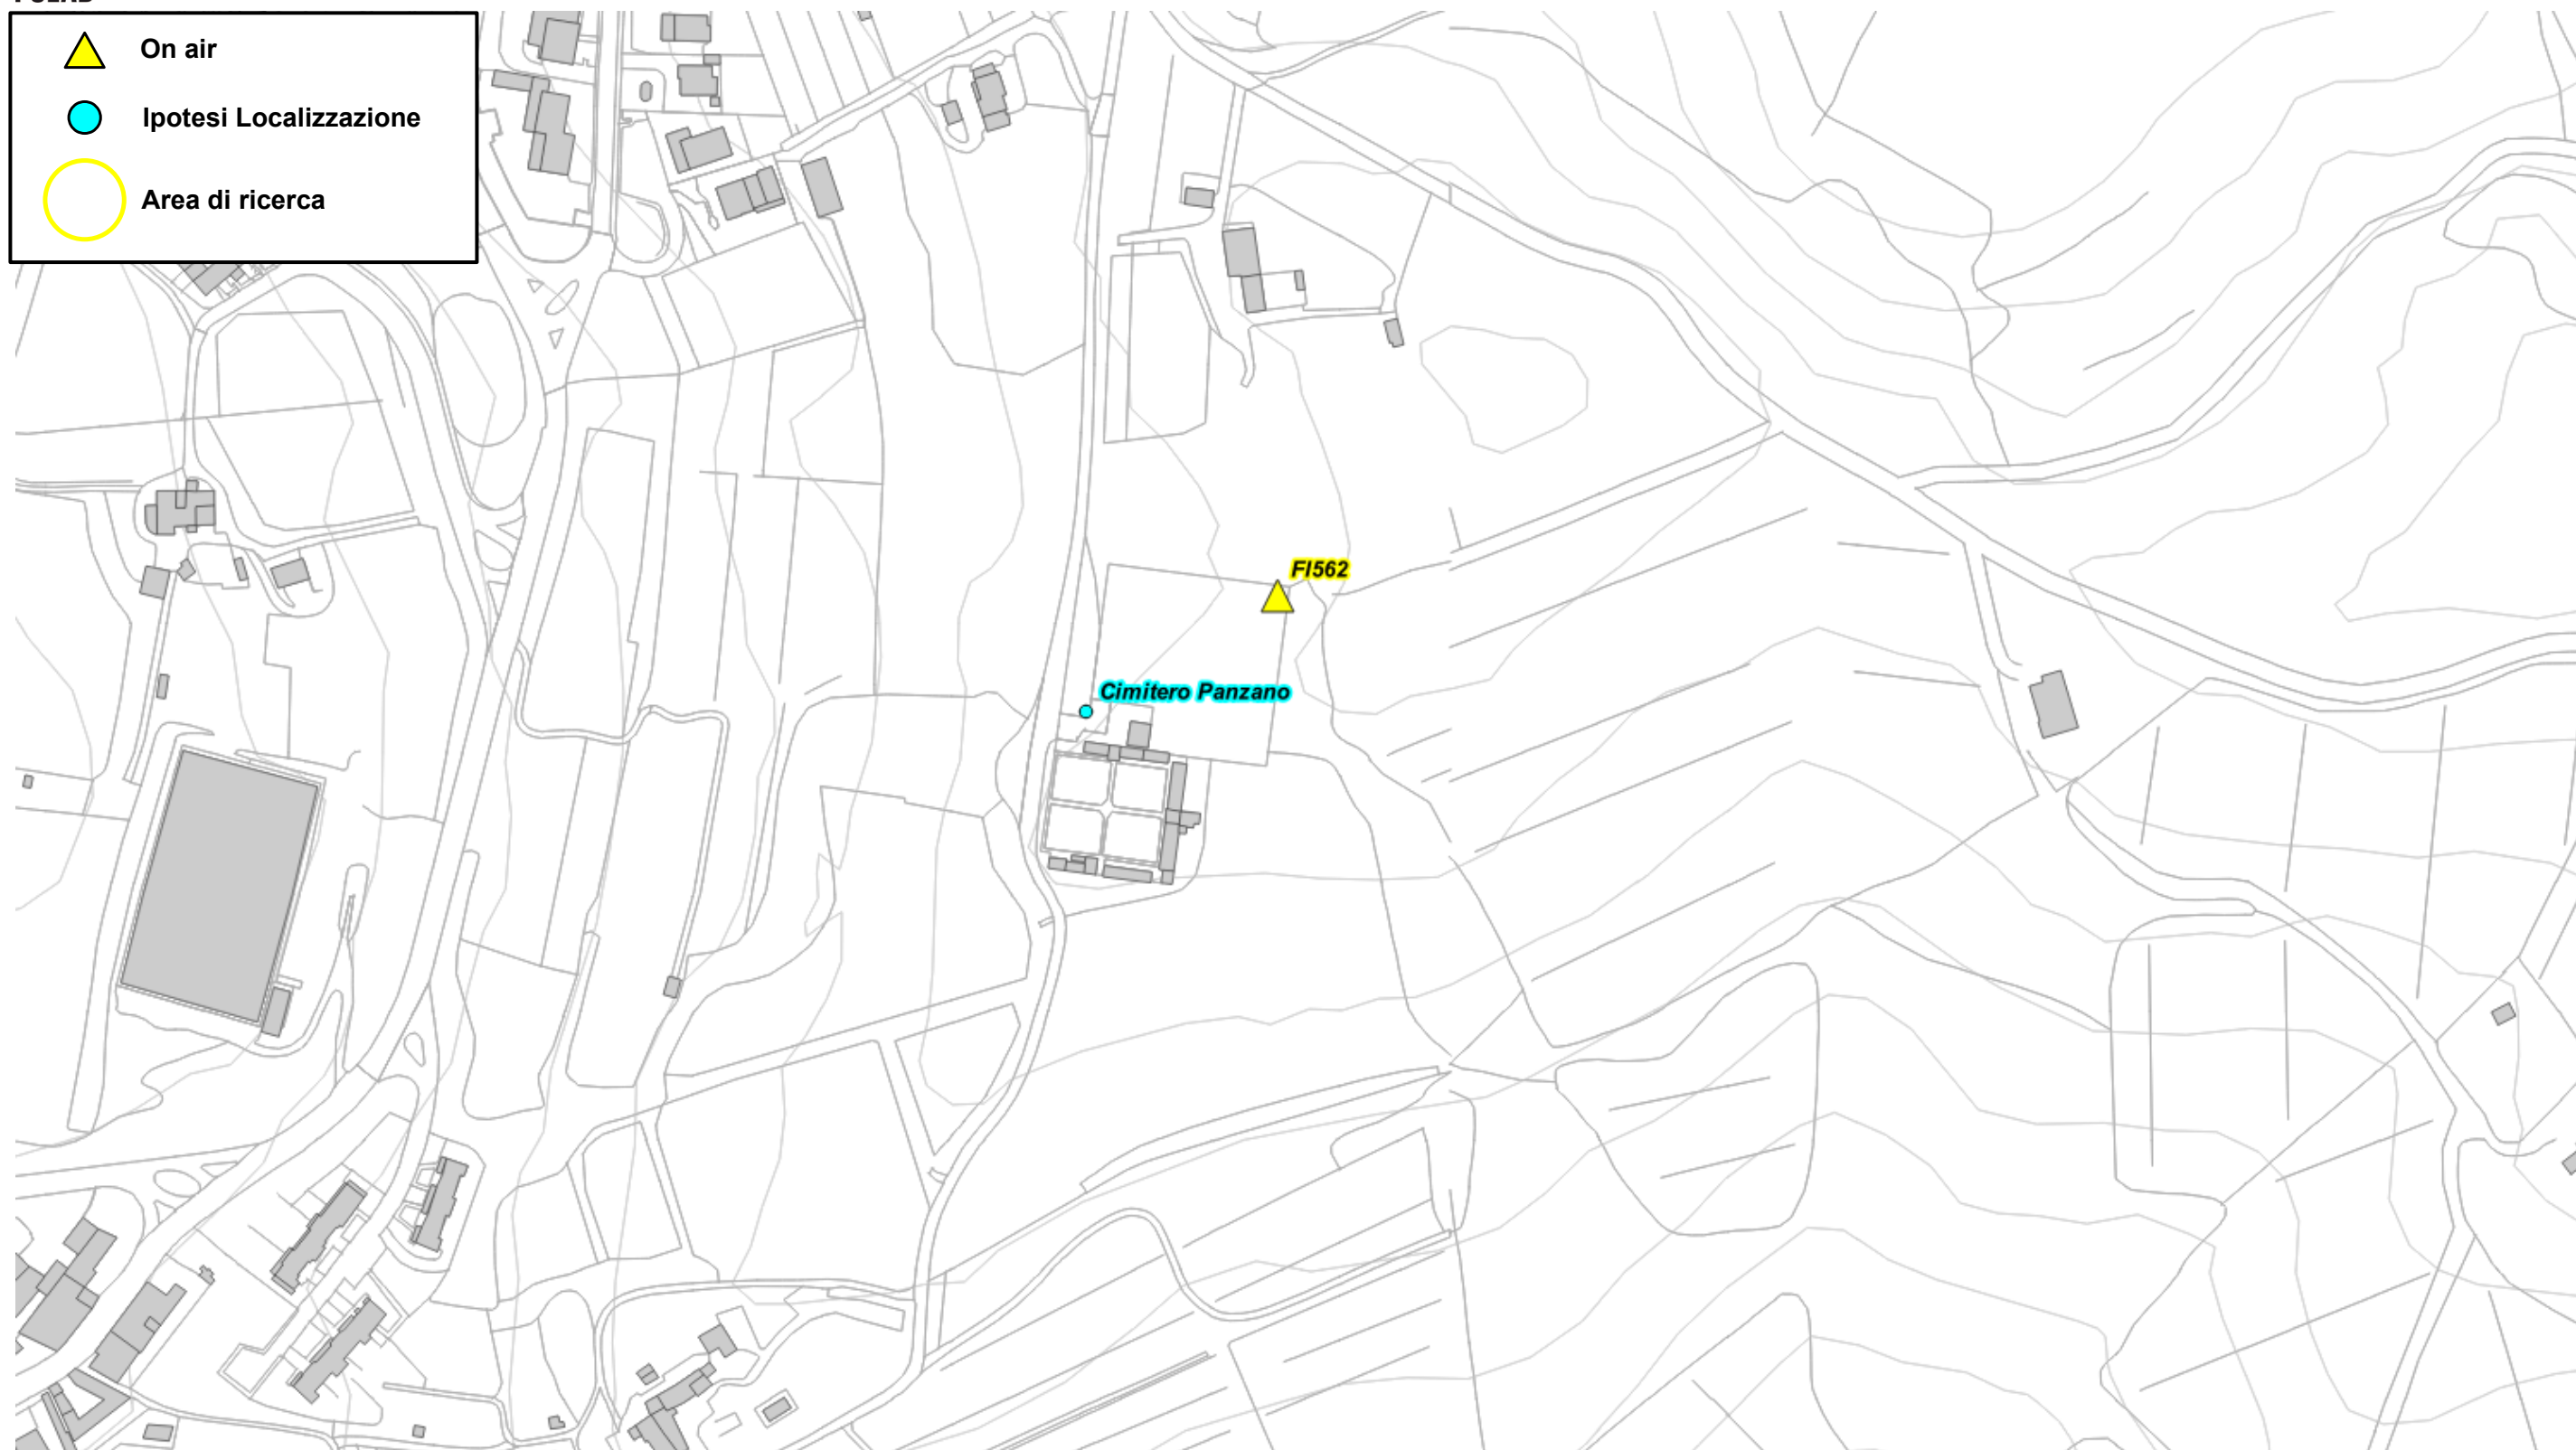 On air
Ipotesi Localizzazione
Area di ricerca
FI562
Cimitero Panzano